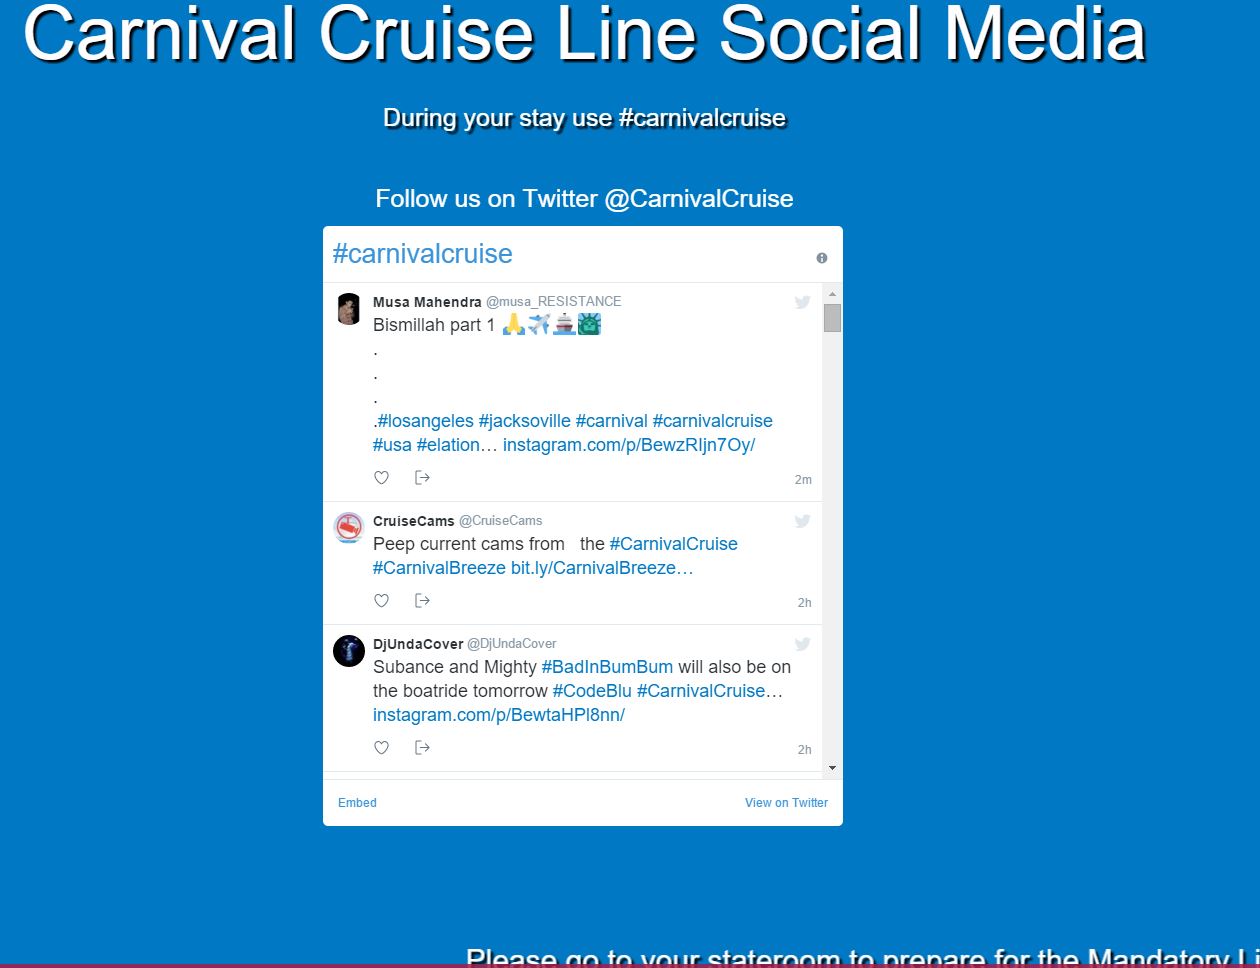 Carnival Cruise Line Social Media
During your stay use #carnivalcruise
Follow us on Twitter @CarnivalCruise
#carnivalcruise
Musa Mahendra @musa_RESISTANCE
Bismillah part 1 🙏✈️🛳️🗽
.
.
.
.#losangeles #jacksoville #carnival #carnivalcruise
#usa #elation… instagram.com/p/BewzRIjn7Oy/
2m
CruiseCams @CruiseCams
Peep current cams from the #CarnivalCruise
#CarnivalBreeze bit.ly/CarnivalBreeze…
2h
DjUndaCover @DjUndaCover
Subance and Mighty #BadInBumBum will also be on
the boatride tomorrow #CodeBlu #CarnivalCruise…
instagram.com/p/BewtaHPl8nn/
2h
Embed
View on Twitter
Please go to your stateroom to prepare for the Mandatory